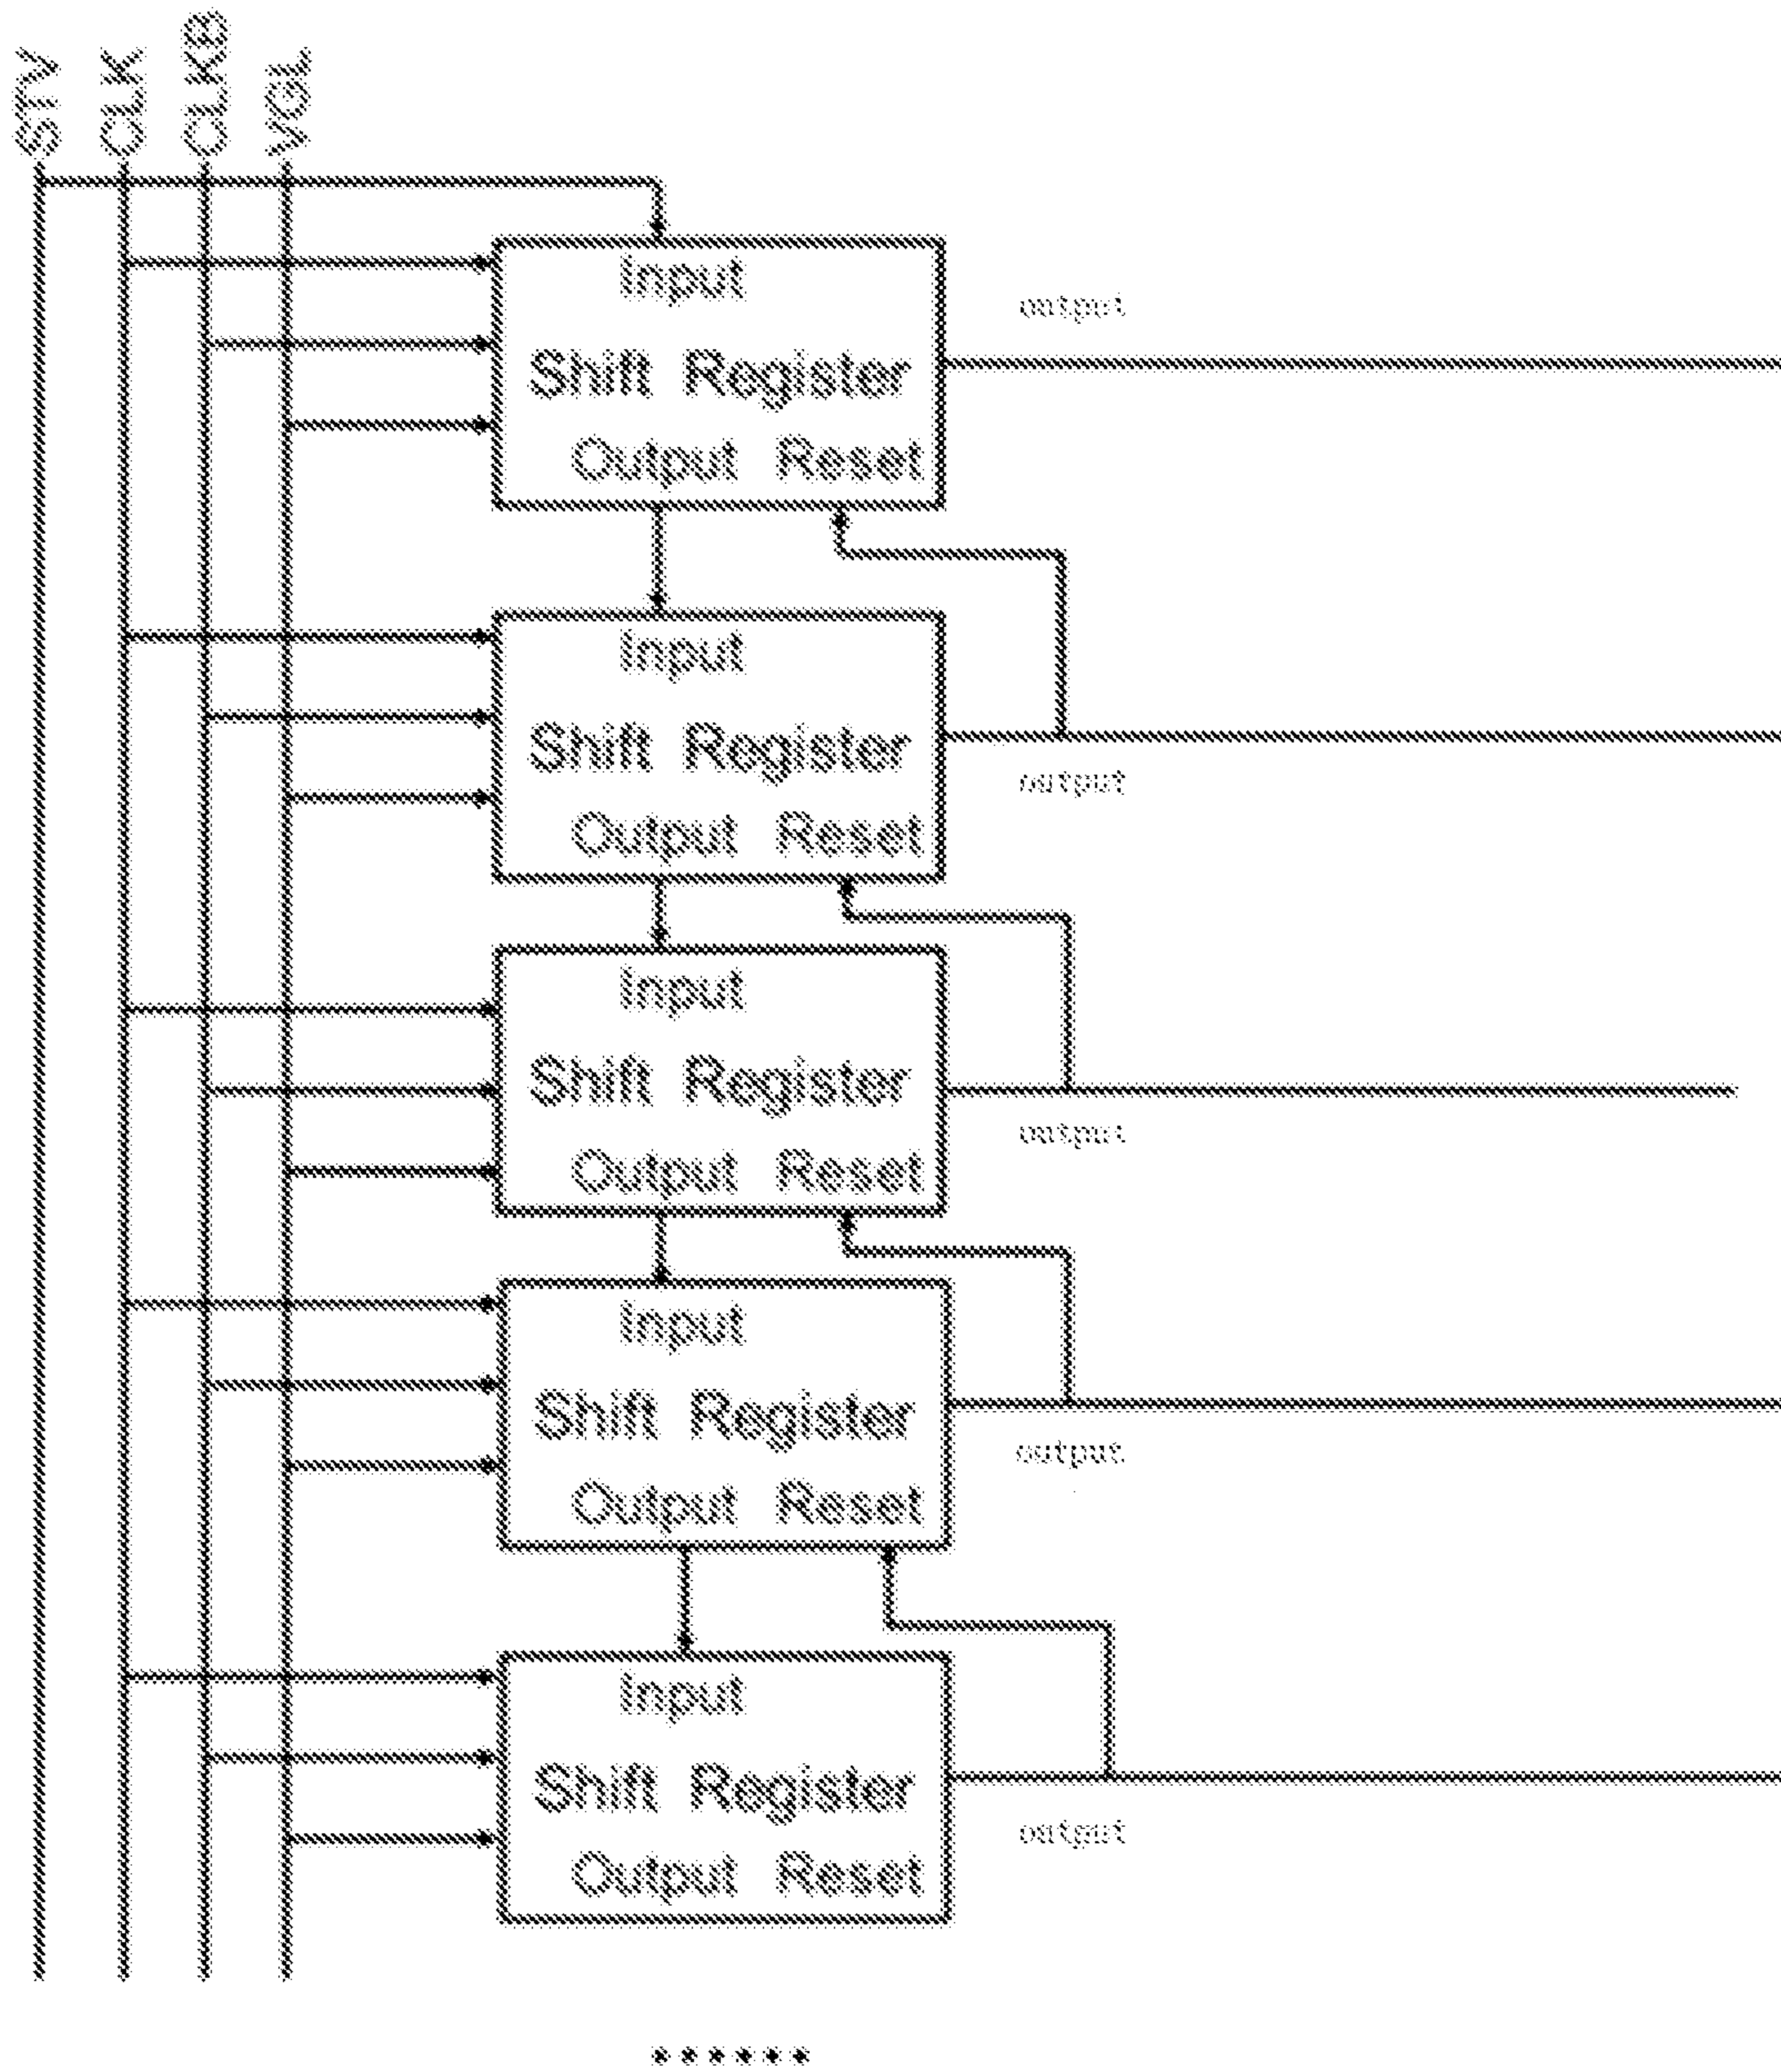 STV CLK CLKB VGL
Input
output
Shift Register
Output Reset
Input
Shift Register
output
Output Reset
Input
Shift Register
output
Output Reset
Input
Shift Register
output
Output Reset
Input
Shift Register
output
Output Reset
......